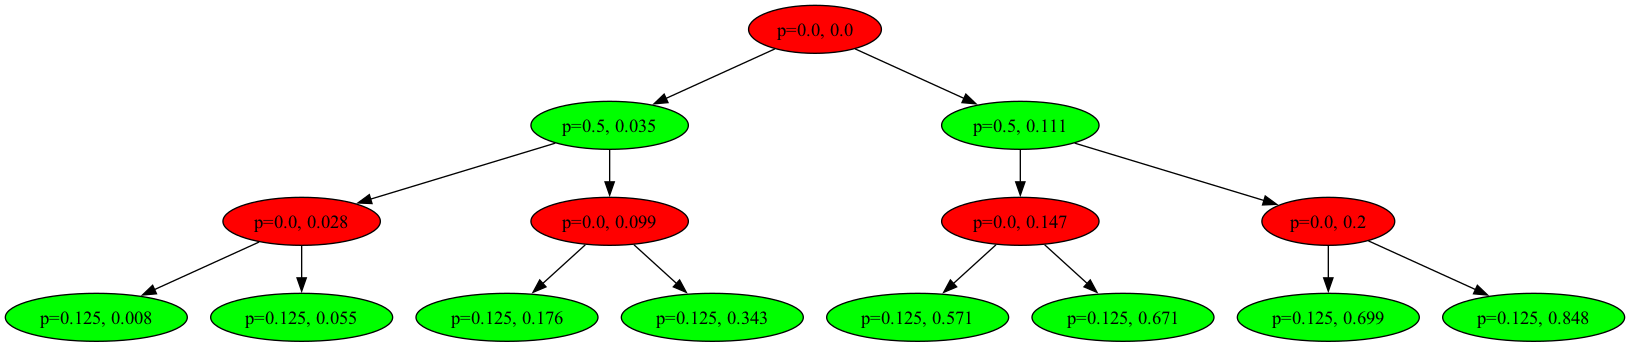 p=0.0, 0.0
p=0.5, 0.035
p=0.5, 0.111
p=0.0, 0.028
p=0.0, 0.099
p=0.0, 0.147
p=0.0, 0.2
p=0.125, 0.008
p=0.125, 0.055
p=0.125, 0.176
p=0.125, 0.343
p=0.125, 0.571
p=0.125, 0.671
p=0.125, 0.699
p=0.125, 0.848